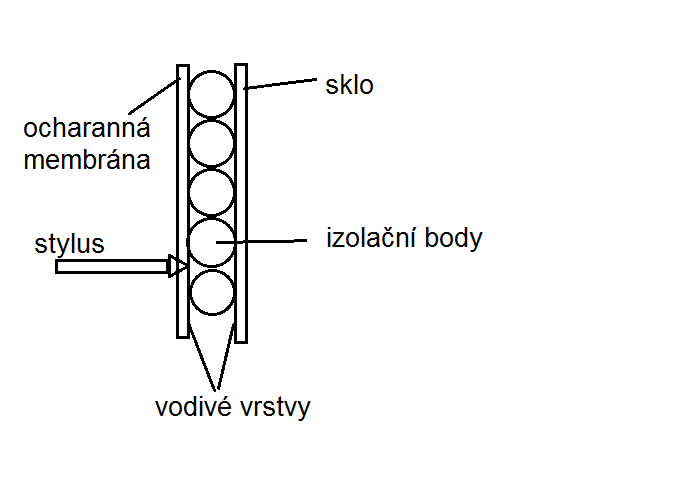 sklo
ocharanná
membrána
stylus
izolační body
vodivé vrstvy